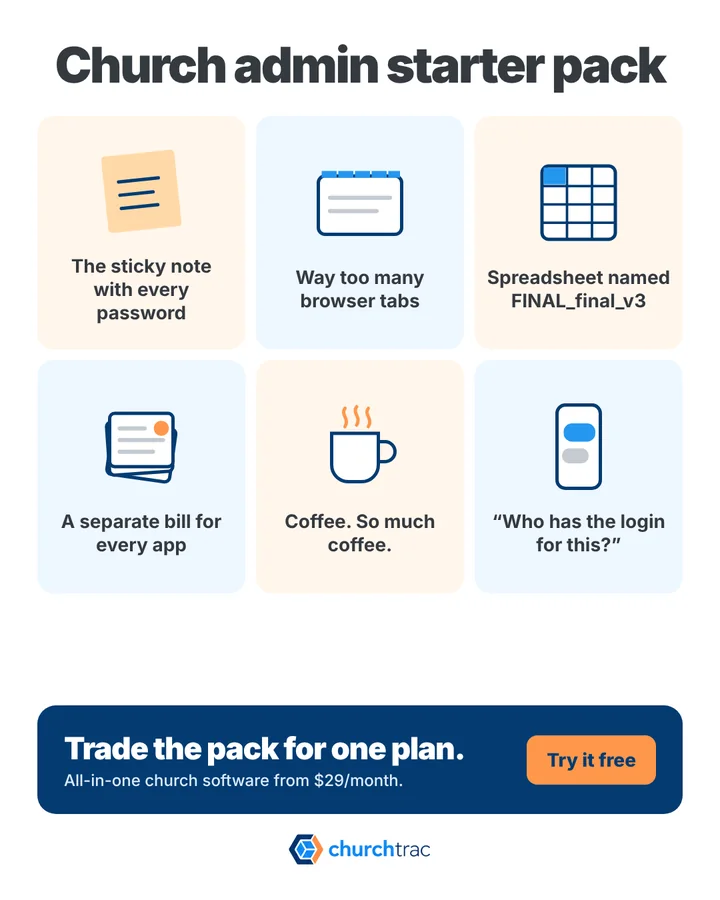 Church admin starter pack
The sticky note
with every
password
Way too many
browser tabs
Spreadsheet named
FINAL_final_v3
A separate bill for
every app
Coffee. So much
coffee.
“Who has the login
for this?”
Trade the pack for one plan.
All-in-one church software from $29/month.
Try it free
churchtrac